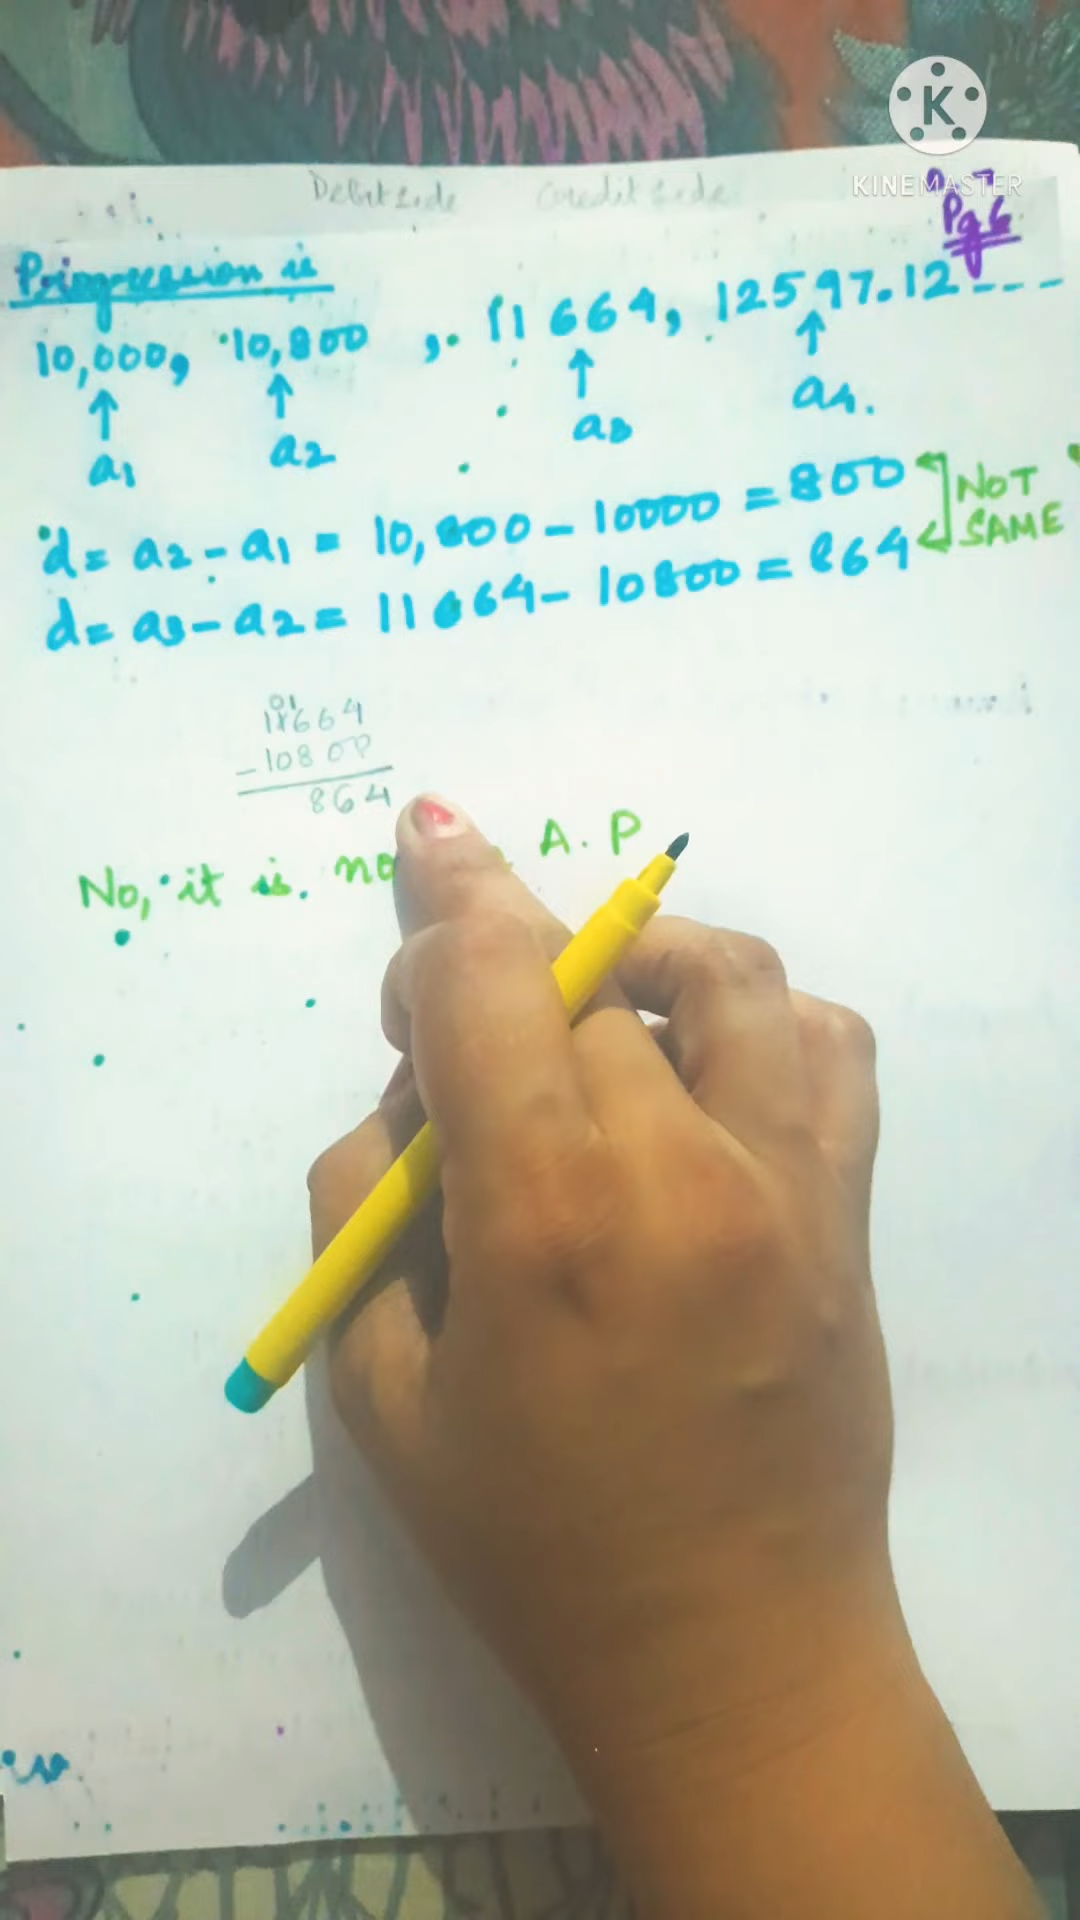 KINEMASTER
Debit side Credit side
Pg 6
Progression is
10,000, 10,800, 11664, 12597.12---
a1 a2 a3 a4.
d = a2 - a1 = 10,800 - 10000 = 800
d = a3 - a2 = 11664 - 10800 = 864
NOT
SAME
11664
- 10800
864
No, it is. A. P